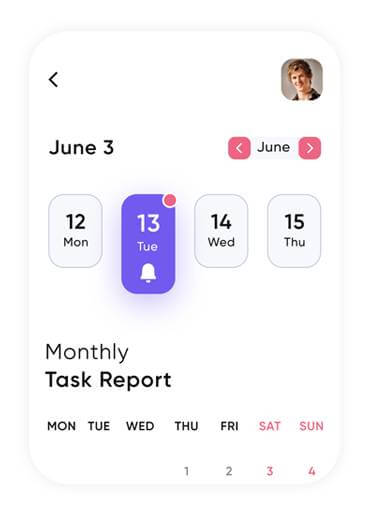 June 3
June
12 13 14 15
Mon Tue Wed Thu
Monthly
Task Report
MON TUE WED THU FRI SAT SUN
1 2 3 4